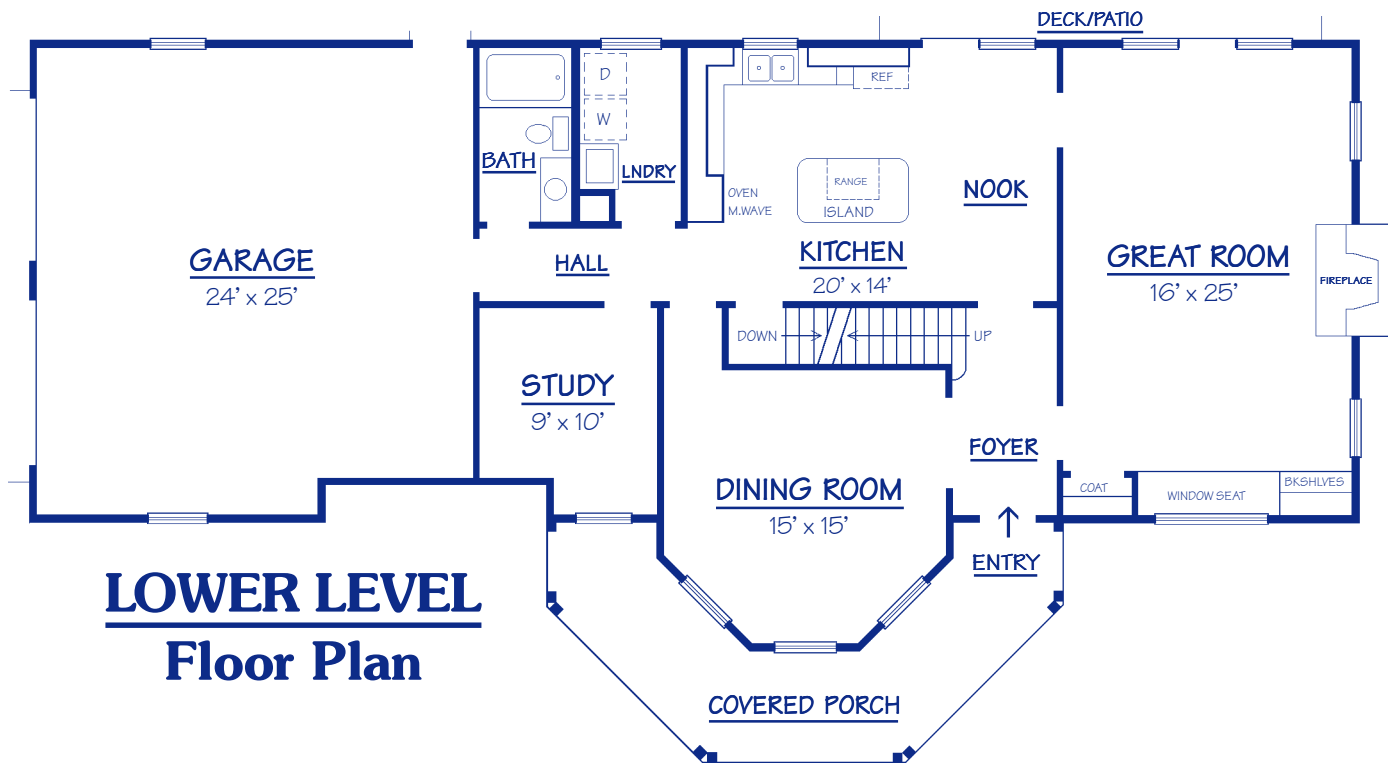 DECK/PATIO
D
REF
W
BATH
LNDRY
RANGE
OVEN
M.WAVE
ISLAND
NOOK
GARAGE
24' x 25'
HALL
KITCHEN
20' x 14'
GREAT ROOM
16' x 25'
FIREPLACE
DOWN
UP
STUDY
9' x 10'
FOYER
DINING ROOM
15' x 15'
COAT
WINDOW SEAT
BKSHLVES
ENTRY
LOWER LEVEL
Floor Plan
COVERED PORCH